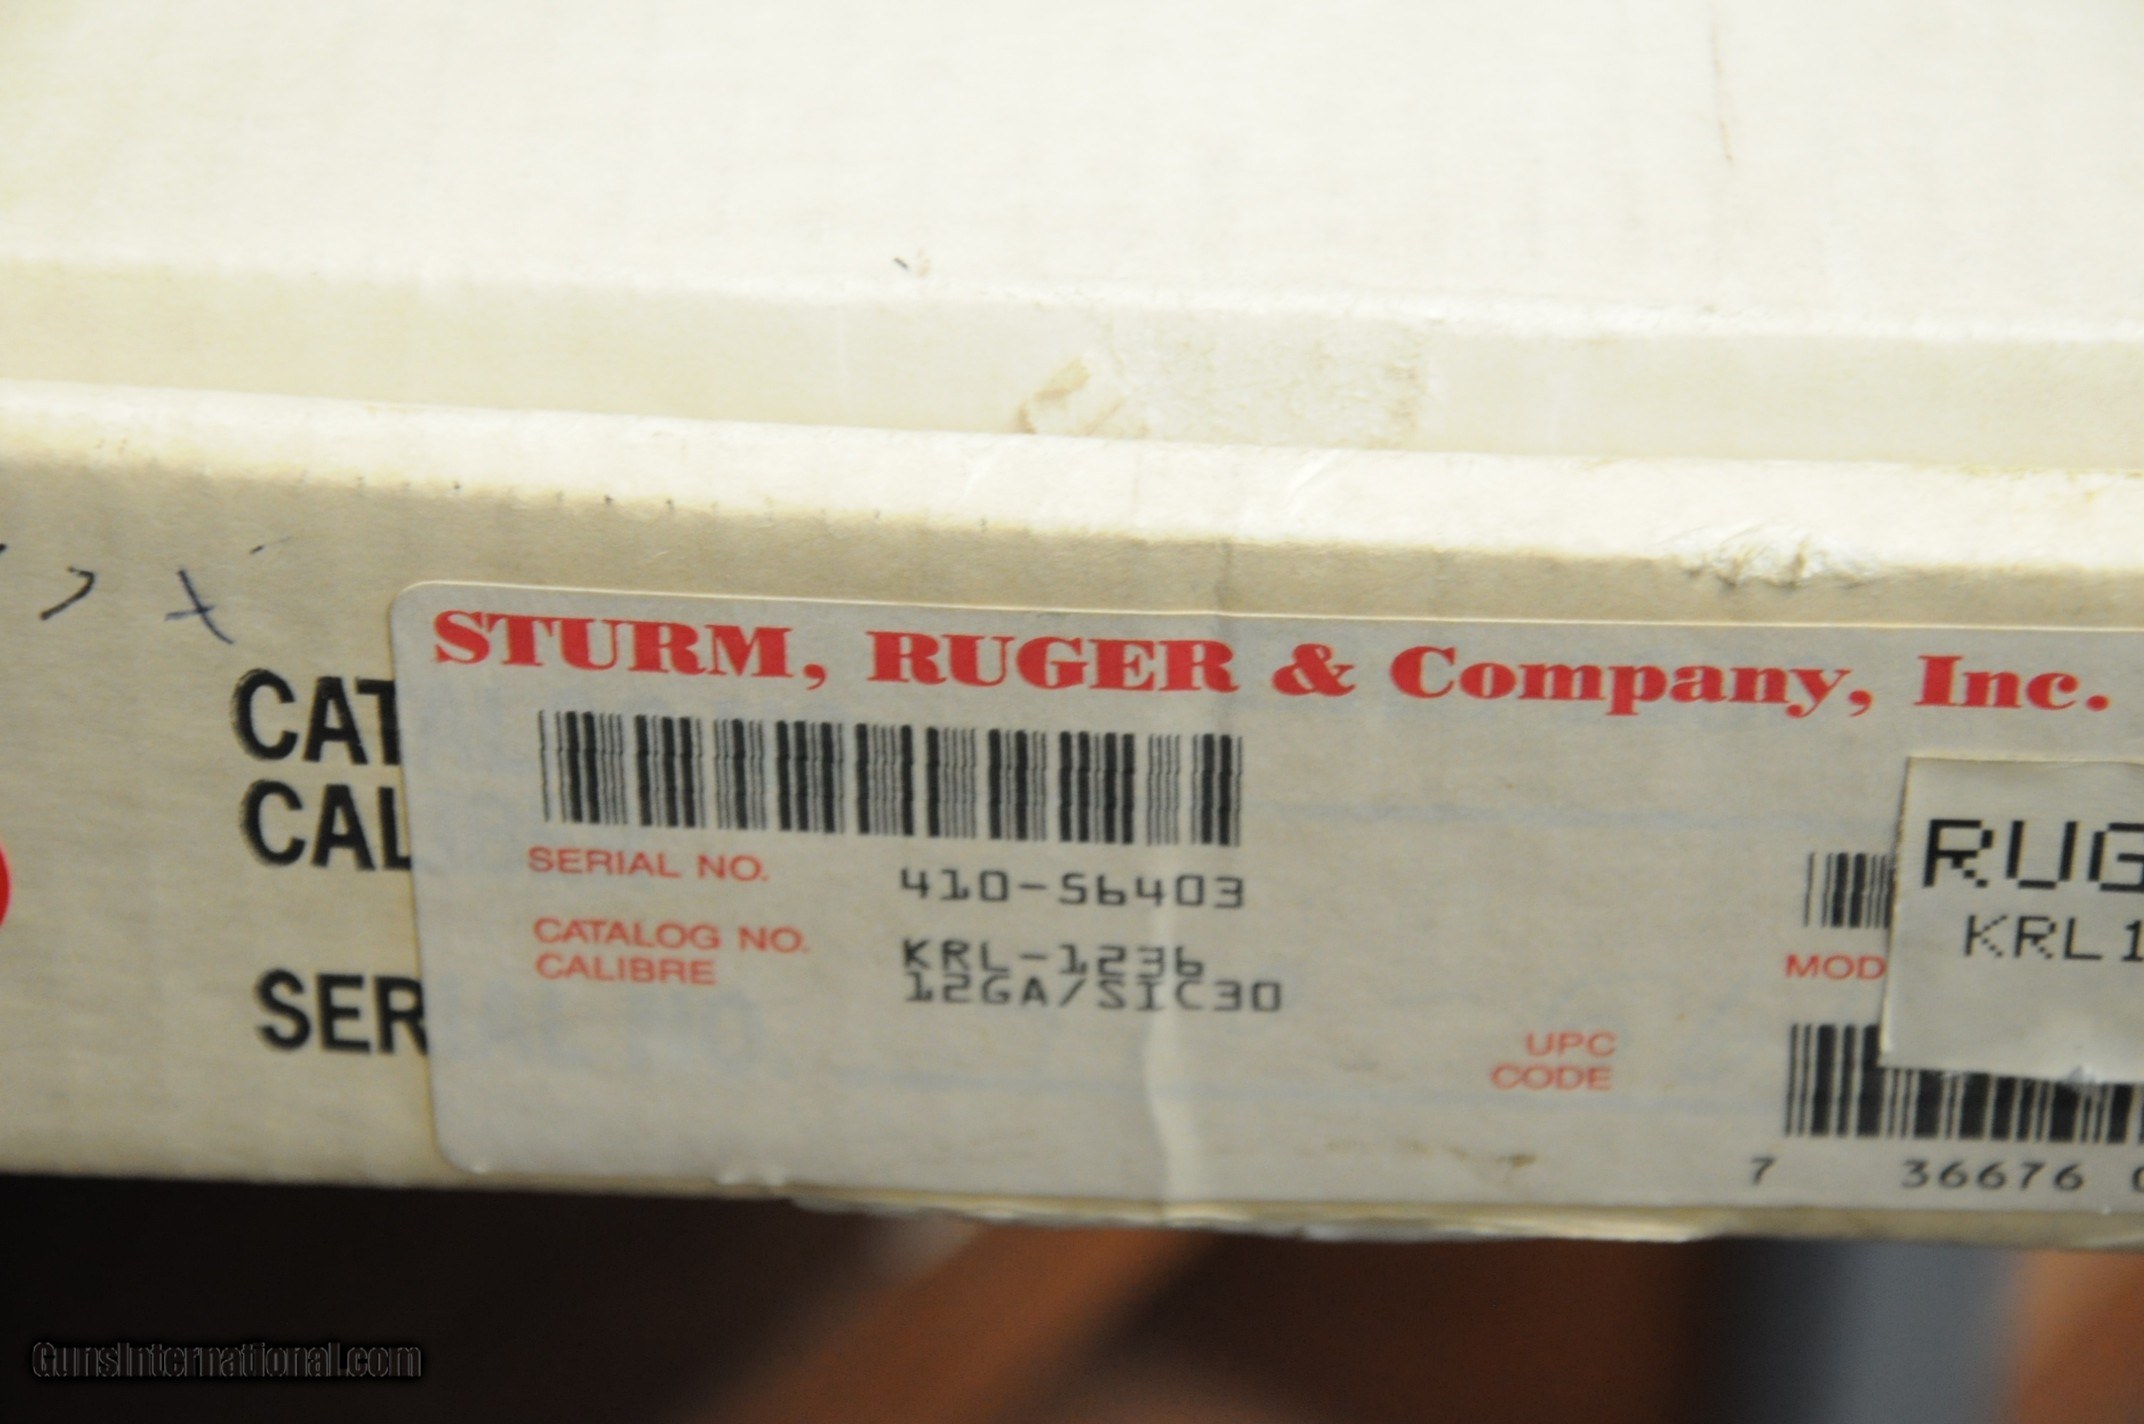 STURM, RUGER & Company, Inc.
CAT
CAL
SER
SERIAL NO. 410-56403
CATALOG NO. KRL-1236
CALIBRE 12GA/SIC30
RUG
KRL1
MOD
UPC
CODE
7 36676 0
GunsInternational.com